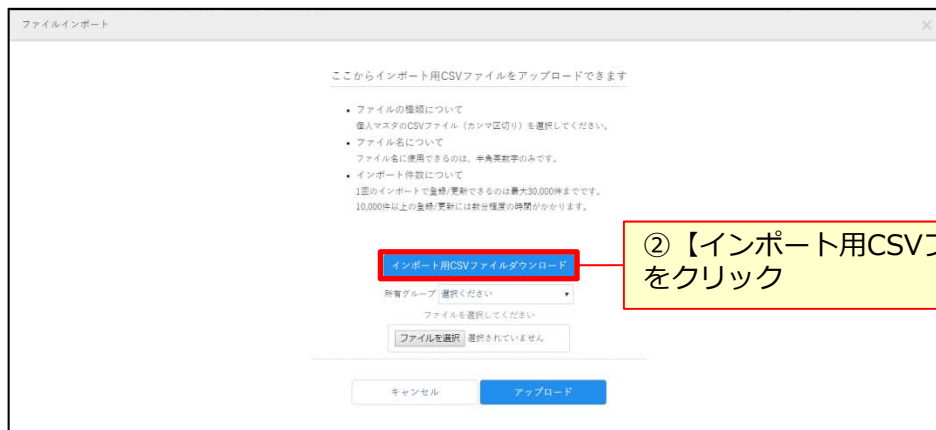 ファイルインポート
×
ここからインポート用CSVファイルをアップロードできます
• ファイルの種類について
個人マスタのCSVファイル（カンマ区切り）を選択してください。
• ファイル名について
ファイル名に使用できるのは、半角英数字のみです。
• インポート件数について
1回のインポートで登録/更新できるのは最大30,000件までです。
10,000件以上の登録/更新には数分程度の時間がかかります。
インポート用CSVファイルダウンロード
②【インポート用CSVフ
をクリック
所有グループ 選択ください
ファイルを選択してください
ファイルを選択 選択されていません
キャンセル アップロード